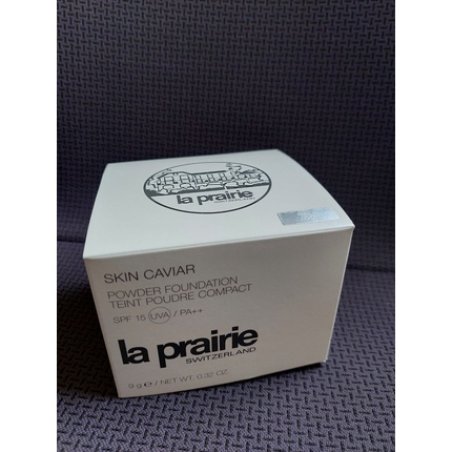 la prairie
SWITZERLAND
SKIN CAVIAR
POWDER FOUNDATION
TEINT POUDRE COMPACT
SPF 15 UVA / PA++
la prairie
SWITZERLAND
9 g e / NET WT. 0.32 OZ.